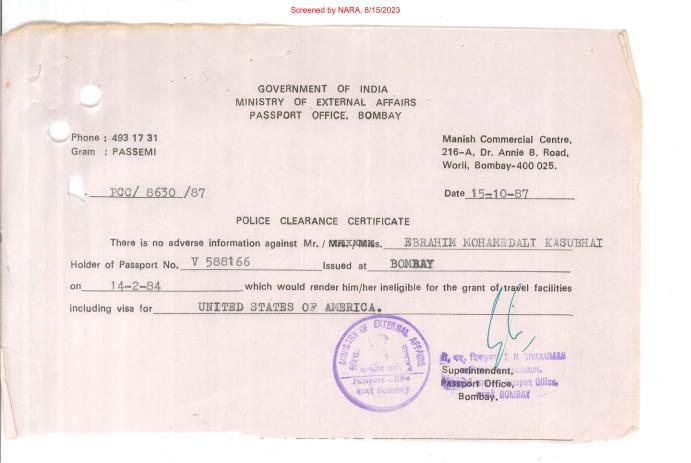 Screened by NARA, 8/15/2023
GOVERNMENT OF INDIA
MINISTRY OF EXTERNAL AFFAIRS
PASSPORT OFFICE, BOMBAY
Phone : 493 17 31
Gram : PASSEMI
Manish Commercial Centre,
216-A, Dr. Annie B. Road,
Worli, Bombay-400 025.
. PCC/ 8630 /87
Date 15-10-87
POLICE CLEARANCE CERTIFICATE
There is no adverse information against Mr. / Mrs./Miss. EBRAHIM MOHAMEDALI KASUBHAI
Holder of Passport No. V 588166 Issued at BOMBAY
on 14-2-84 which would render him/her ineligible for the grant of travel facilities
including visa for UNITED STATES OF AMERICA.
MINISTRY OF EXTERNAL AFFAIRS
Passport Office
Bombay
T. N SIVAKUMAR
Superintendent,
Passport Office,
Passport Office,
BOMBAY
Bombay.